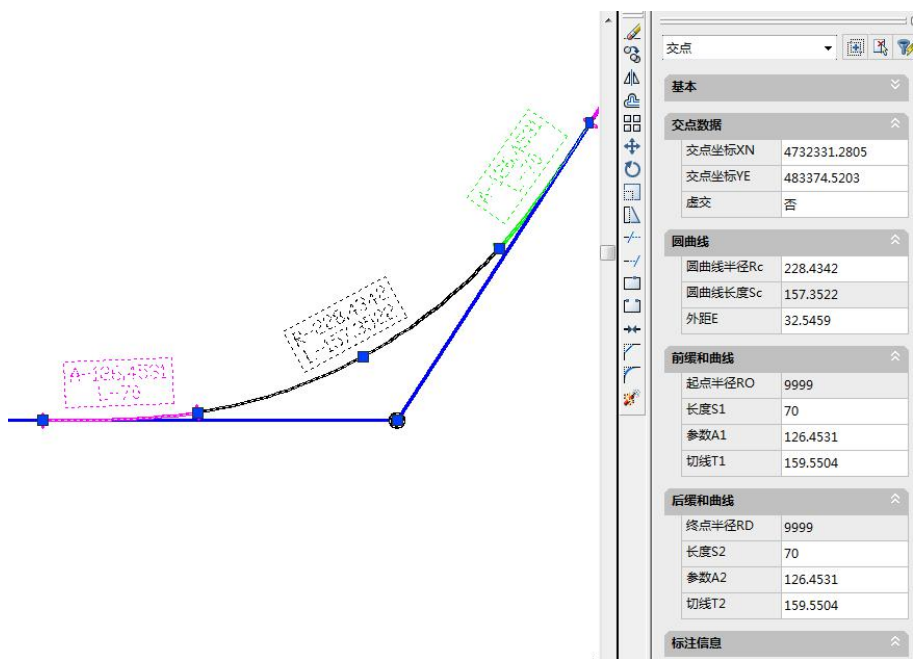 A-126.4531
L-70
R-228.4342
L-157.3522
A-126.4531
L-70
交点
基本
交点数据
交点坐标XN 4732331.2805
交点坐标YE 483374.5203
虚交 否
圆曲线
圆曲线半径Rc 228.4342
圆曲线长度Sc 157.3522
外距E 32.5459
前缓和曲线
起点半径RO 9999
长度S1 70
参数A1 126.4531
切线T1 159.5504
后缓和曲线
终点半径RD 9999
长度S2 70
参数A2 126.4531
切线T2 159.5504
标注信息